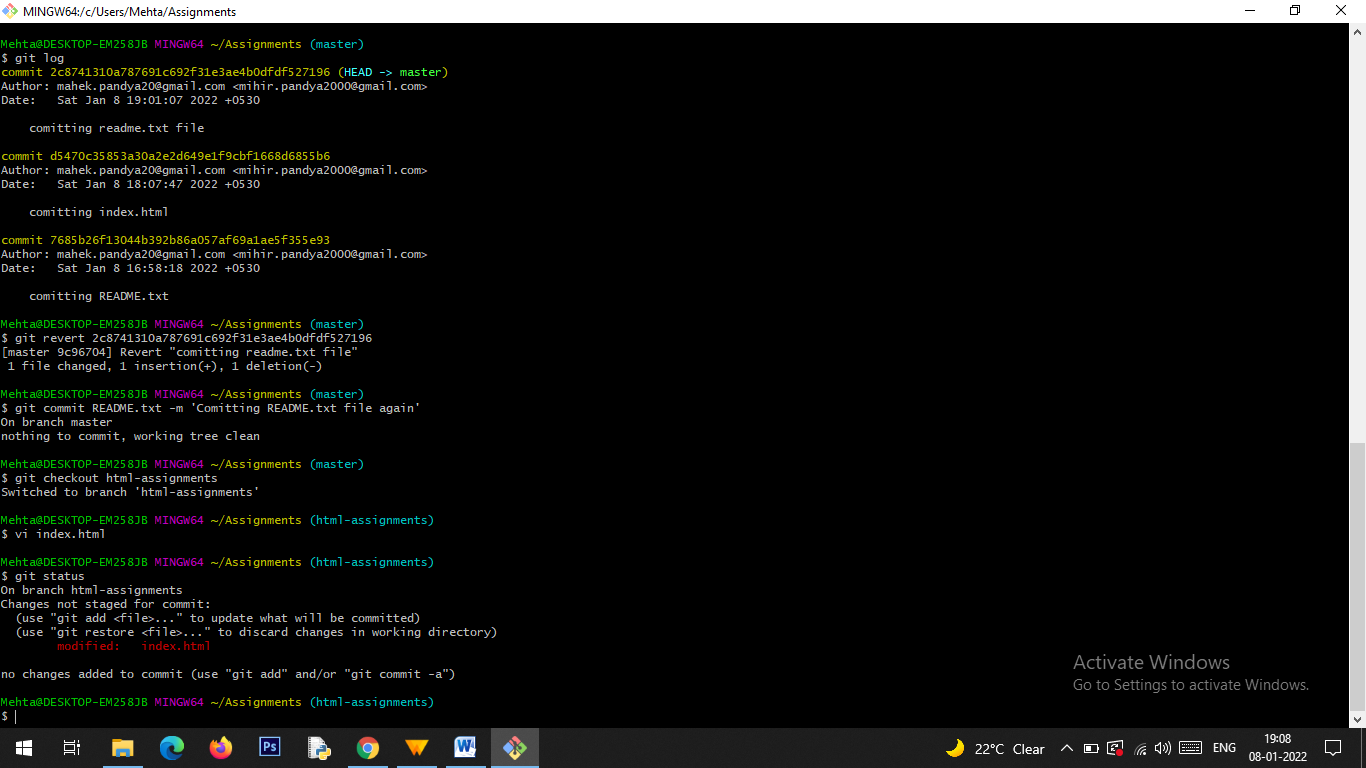 MINGW64:/c/Users/Mehta/Assignments
Mehta@DESKTOP-EM258JB MINGW64 ~/Assignments (master)
$ git log
commit 2c8741310a787691c692f31e3ae4b0dfdf527196 (HEAD -> master)
Author: mahek.pandya20@gmail.com <mihir.pandya2000@gmail.com>
Date:   Sat Jan 8 19:01:07 2022 +0530
    comitting readme.txt file
commit d5470c35853a30a2e2d649e1f9cbf1668d6855b6
Author: mahek.pandya20@gmail.com <mihir.pandya2000@gmail.com>
Date:   Sat Jan 8 18:07:47 2022 +0530
    comitting index.html
commit 7685b26f13044b392b86a057af69a1ae5f355e93
Author: mahek.pandya20@gmail.com <mihir.pandya2000@gmail.com>
Date:   Sat Jan 8 16:58:18 2022 +0530
    comitting README.txt
Mehta@DESKTOP-EM258JB MINGW64 ~/Assignments (master)
$ git revert 2c8741310a787691c692f31e3ae4b0dfdf527196
[master 9c96704] Revert "comitting readme.txt file"
 1 file changed, 1 insertion(+), 1 deletion(-)
Mehta@DESKTOP-EM258JB MINGW64 ~/Assignments (master)
$ git commit README.txt -m 'Comitting README.txt file again'
On branch master
nothing to commit, working tree clean
Mehta@DESKTOP-EM258JB MINGW64 ~/Assignments (master)
$ git checkout html-assignments
Switched to branch 'html-assignments'
Mehta@DESKTOP-EM258JB MINGW64 ~/Assignments (html-assignments)
$ vi index.html
Mehta@DESKTOP-EM258JB MINGW64 ~/Assignments (html-assignments)
$ git status
On branch html-assignments
Changes not staged for commit:
  (use "git add <file>..." to update what will be committed)
  (use "git restore <file>..." to discard changes in working directory)
        modified:   index.html
no changes added to commit (use "git add" and/or "git commit -a")
Mehta@DESKTOP-EM258JB MINGW64 ~/Assignments (html-assignments)
$
Activate Windows
Go to Settings to activate Windows.
Ps
W
22°C Clear
ENG
19:08
08-01-2022